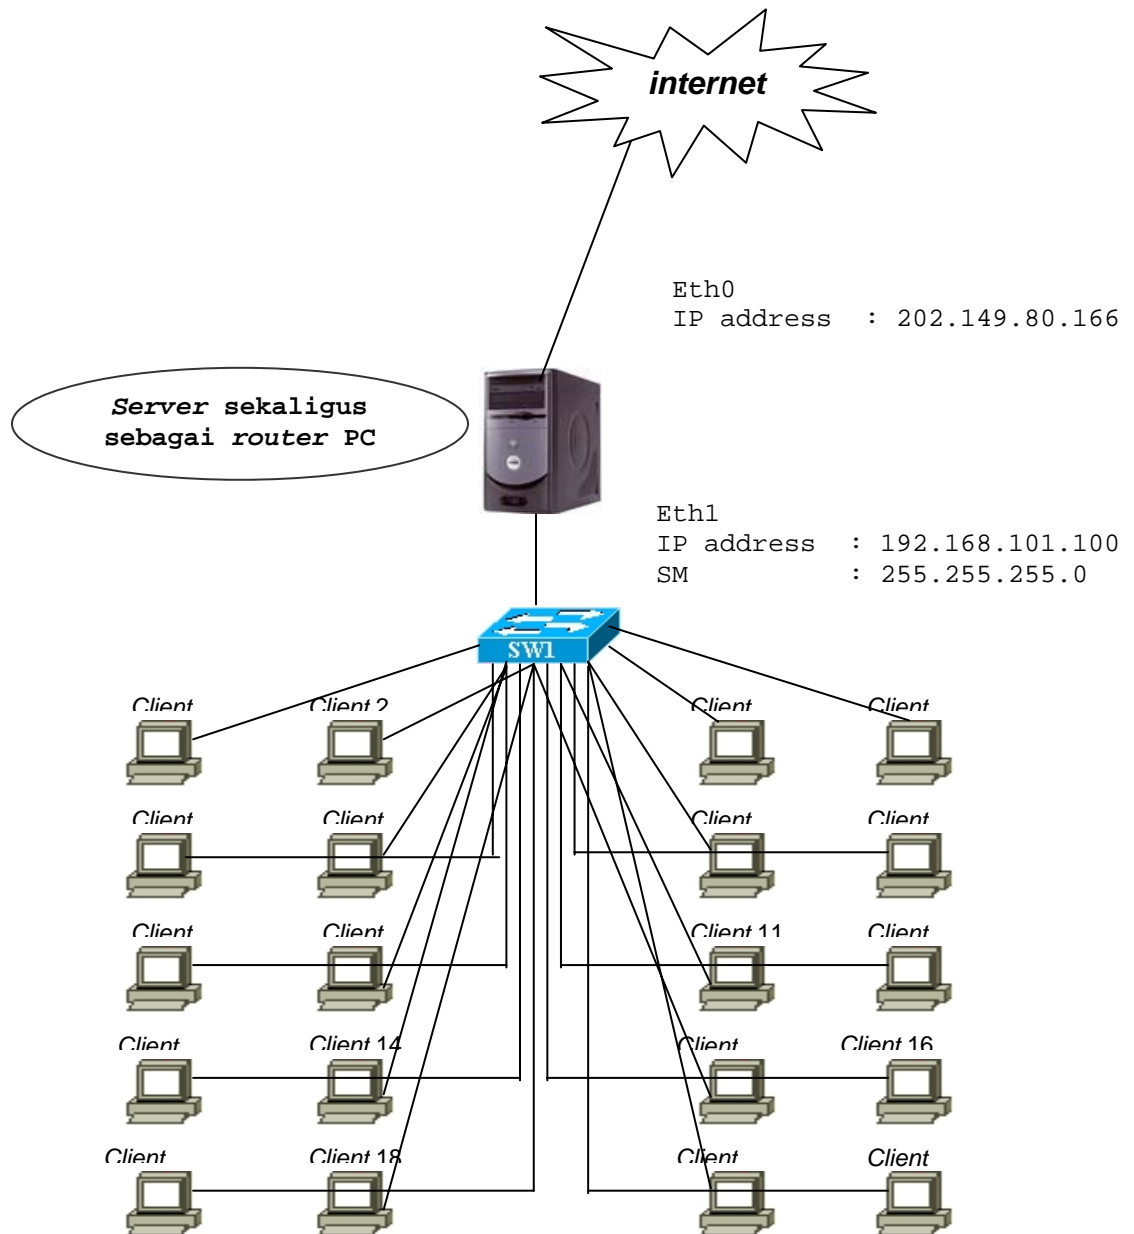 internet
Eth0
IP address : 202.149.80.166
Server sekaligus
sebagai router PC
Eth1
IP address : 192.168.101.100
SM : 255.255.255.0
SW1
Client Client 2 Client Client
Client Client Client Client
Client Client Client 11 Client
Client Client 14 Client Client 16
Client Client 18 Client Client